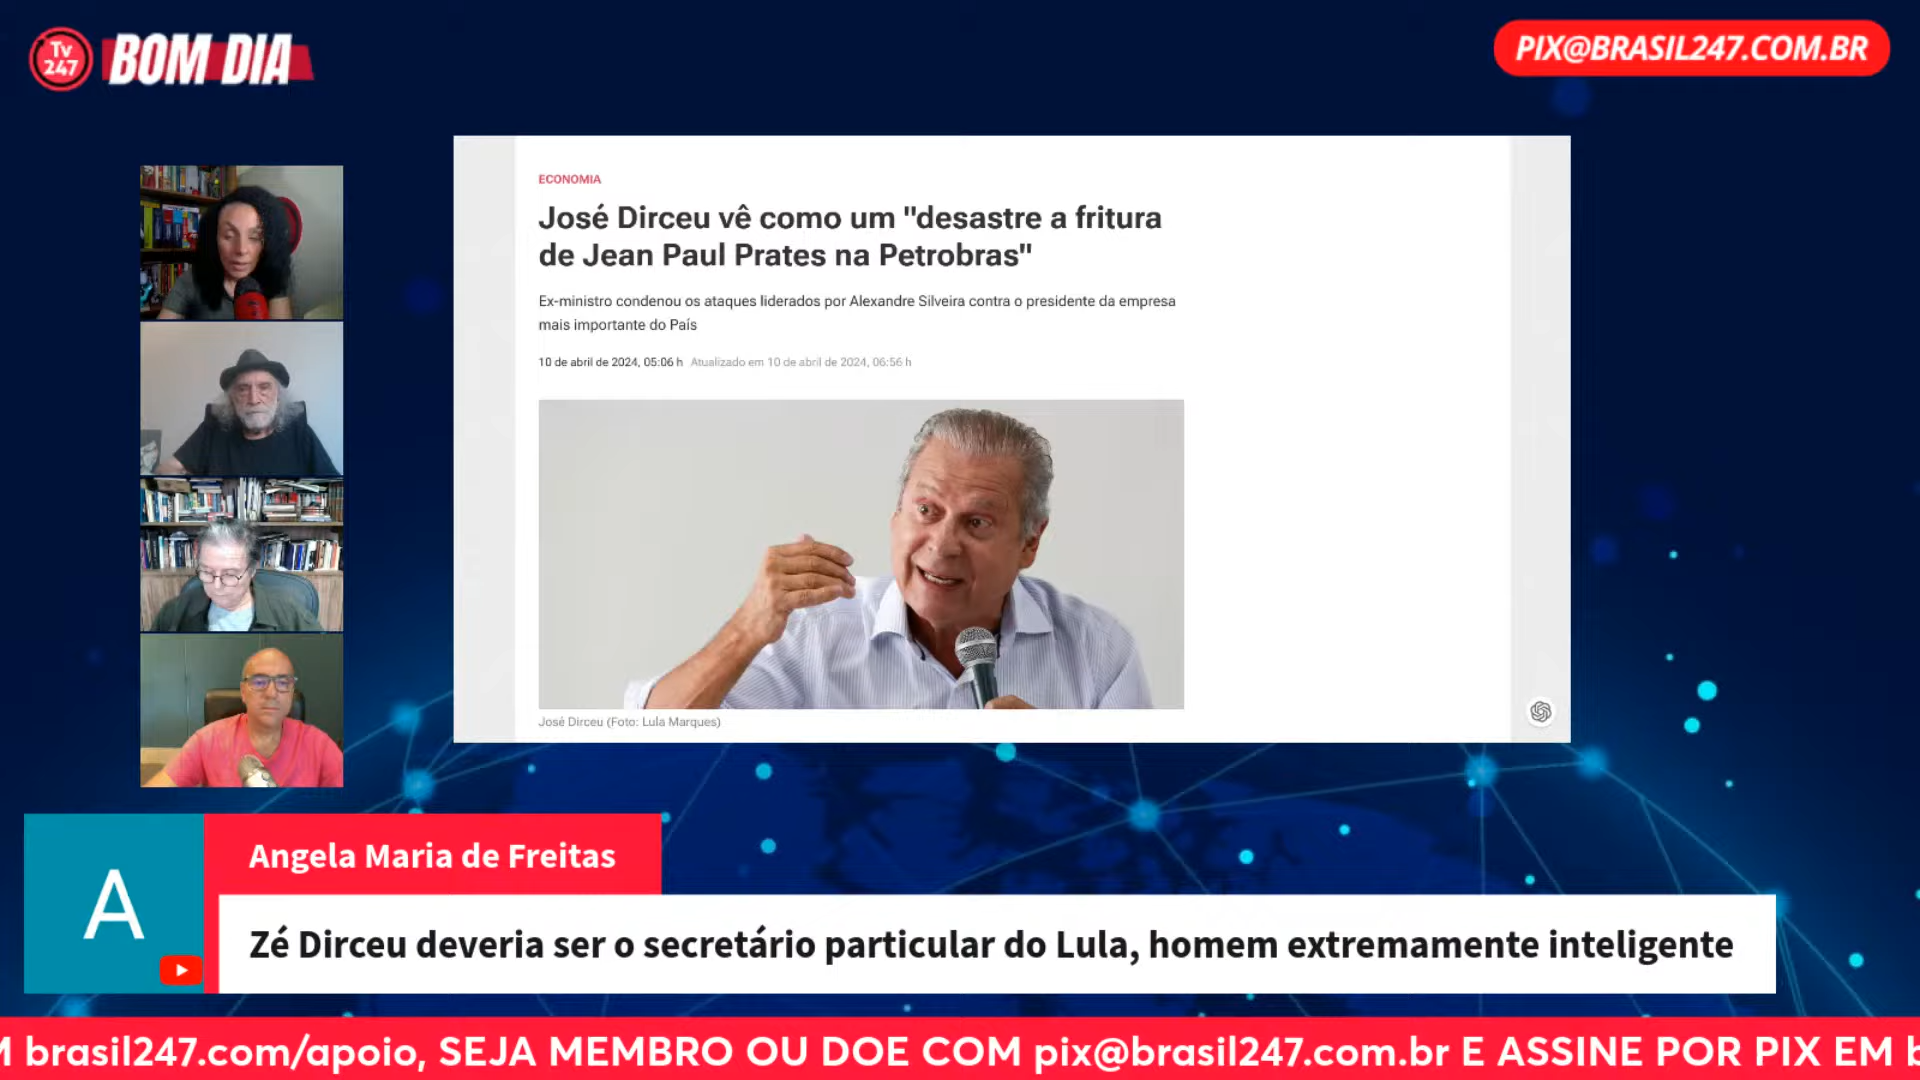 Tv
247
BOM DIA
PIX@BRASIL247.COM.BR
ECONOMIA
José Dirceu vê como um "desastre a fritura
de Jean Paul Prates na Petrobras"
Ex-ministro condenou os ataques liderados por Alexandre Silveira contra o presidente da empresa
mais importante do País
10 de abril de 2024, 05:06 h Atualizado em 10 de abril de 2024, 06:56 h
José Dirceu (Foto: Lula Marques)
A
Angela Maria de Freitas
Zé Dirceu deveria ser o secretário particular do Lula, homem extremamente inteligente
M brasil247.com/apoio, SEJA MEMBRO OU DOE COM pix@brasil247.com.br E ASSINE POR PIX EM b